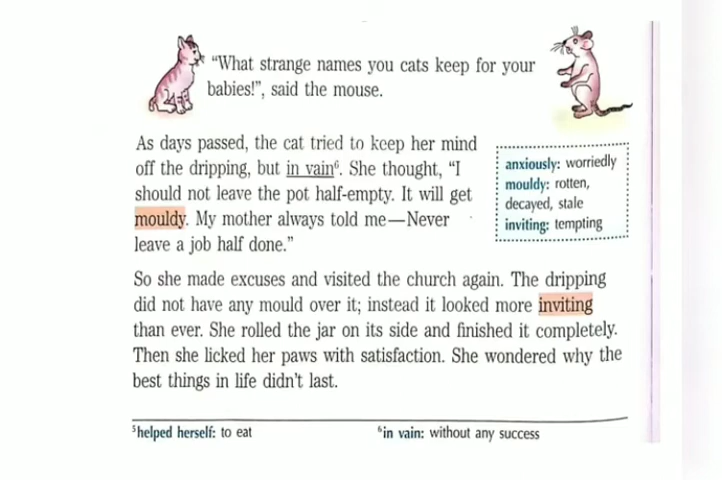 “What strange names you cats keep for your
babies!”, said the mouse.
As days passed, the cat tried to keep her mind
off the dripping, but in vain⁶. She thought, “I
should not leave the pot half-empty. It will get
mouldy. My mother always told me—Never
leave a job half done.”
anxiously: worriedly
mouldy: rotten,
decayed, stale
inviting: tempting
So she made excuses and visited the church again. The dripping
did not have any mould over it; instead it looked more inviting
than ever. She rolled the jar on its side and finished it completely.
Then she licked her paws with satisfaction. She wondered why the
best things in life didn’t last.
⁵helped herself: to eat
⁶in vain: without any success